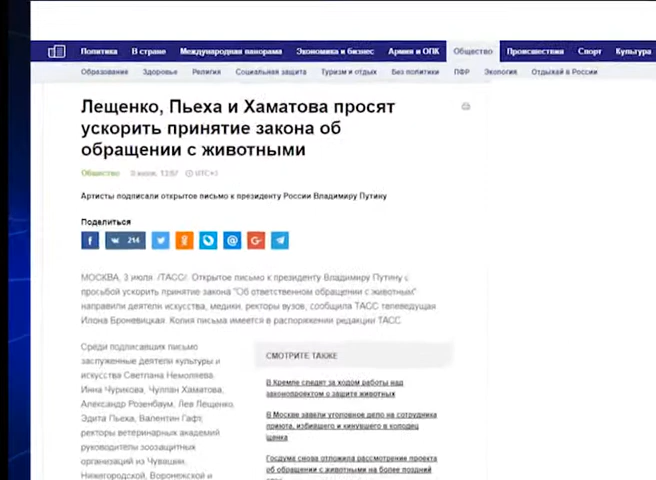 Политика В стране Международная панорама Экономика и бизнес Армия и ОПК Общество Происшествия Спорт Культура
Образование Здоровье Религия Социальная защита Туризм и отдых Без политики ПФР Экология Отдыхай в России
Лещенко, Пьеха и Хаматова просят
ускорить принятие закона об
обращении с животными
Общество июля, UTC+3
Артисты подписали открытое письмо к президенту России Владимиру Путину
Поделиться
214
МОСКВА, 3 июля. /ТАСС/. Открытое письмо к президенту Владимиру Путину с
просьбой ускорить принятие закона "Об ответственном обращении с животных"
направили деятели искусства, медики, ректоры вузов, сообщила ТАСС телеведущая
Илона Броневицкая. Копия письма имеется в распоряжении редакции ТАСС.
Среди подписавших письмо
заслуженные деятели культуры и
искусства Светлана Немоляева,
Инна Чурикова, Чулпан Хаматова,
Александр Розенбаум, Лев Лещенко,
Эдита Пьеха, Валентин Гафт,
ректоры ветеринарных академий
руководители зоозащитных
организаций из Чувашии,
Нижегородской, Воронежской и
СМОТРИТЕ ТАКЖЕ
В Кремле следят за ходом работы над
законопроектом о защите животных
В Москве завели уголовное дело на сотрудника
приюта, избившего и кинувшего в колодец
щенка
Госдума снова отложила рассмотрение проекта
об обращении с животными на более поздний